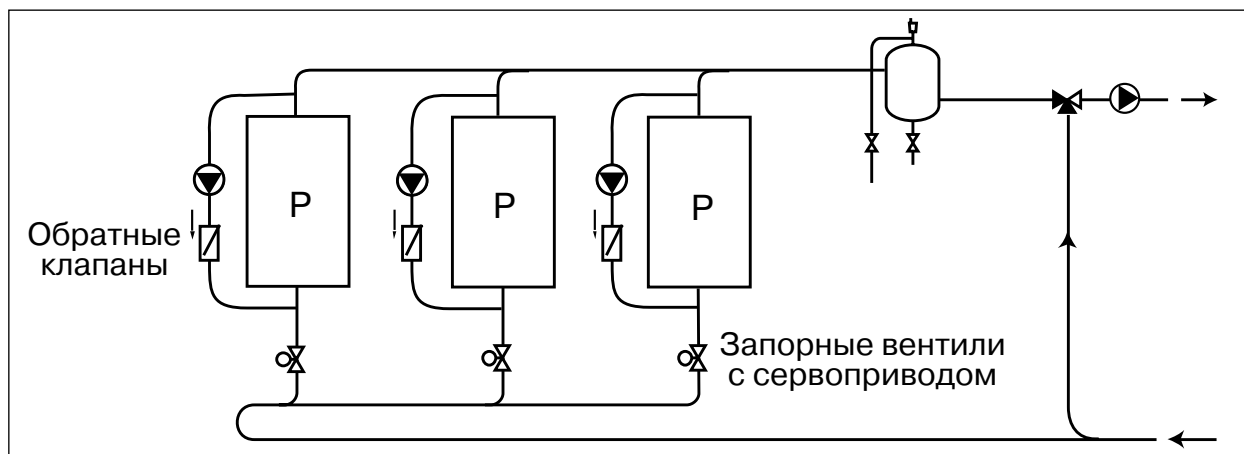 P
P
P
Обратные
клапаны
Запорные вентили
с сервоприводом